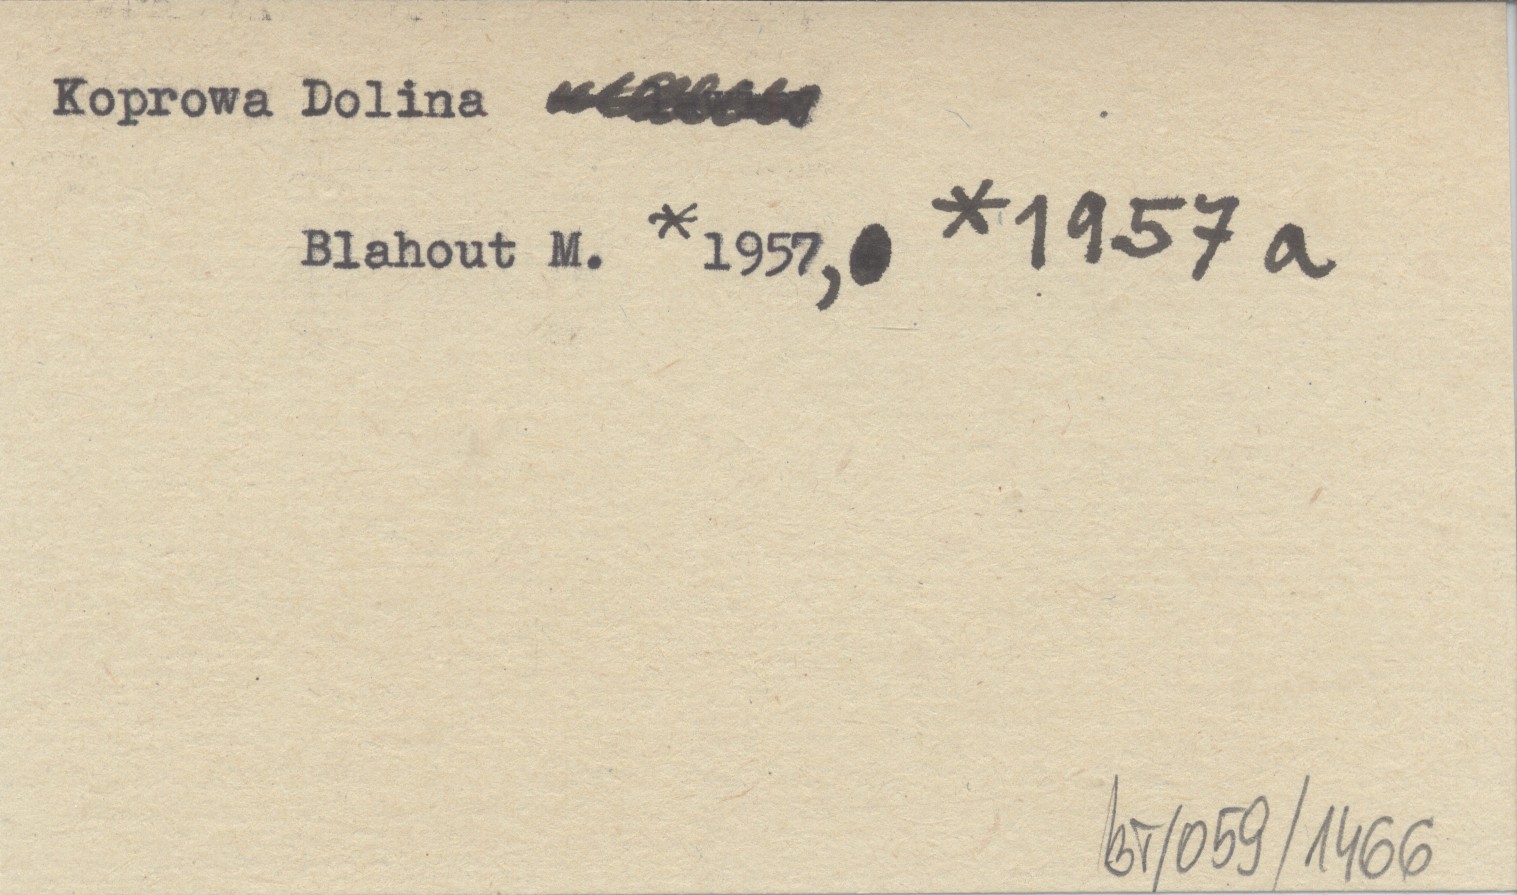 Koprowa Dolina
Blahout M. *1957, *1957 a
BT/059/1466